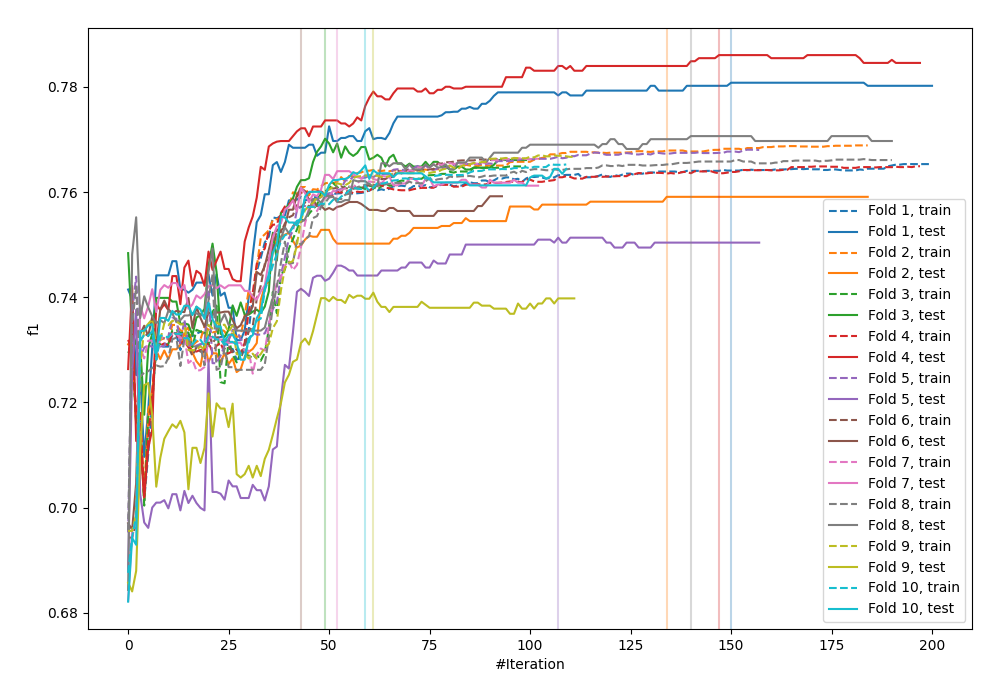 0.78
0.76
0.74
0.72
0.70
0.68
f1
0 25 50 75 100 125 150 175 200
#Iteration
Fold 1, train
Fold 1, test
Fold 2, train
Fold 2, test
Fold 3, train
Fold 3, test
Fold 4, train
Fold 4, test
Fold 5, train
Fold 5, test
Fold 6, train
Fold 6, test
Fold 7, train
Fold 7, test
Fold 8, train
Fold 8, test
Fold 9, train
Fold 9, test
Fold 10, train
Fold 10, test